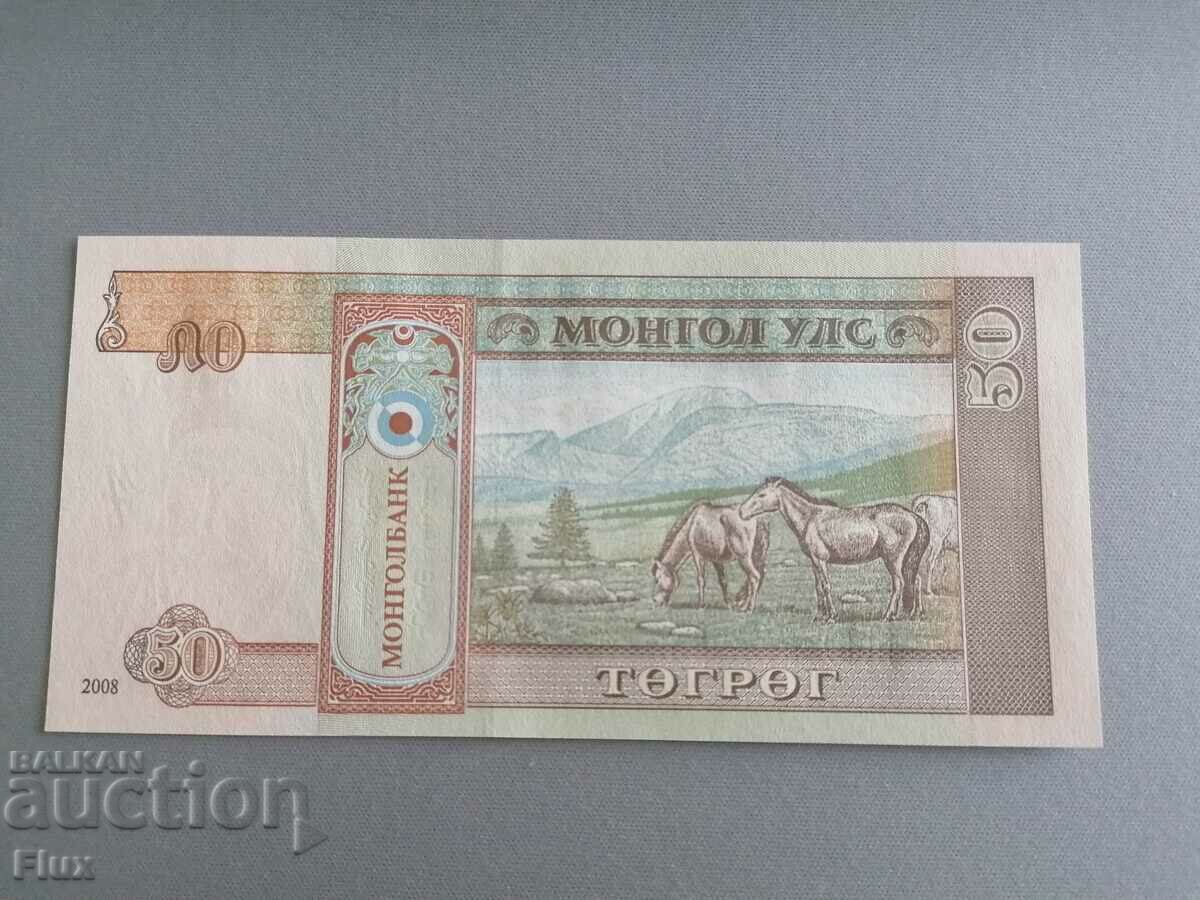 МОНГОЛ УЛС
50
МОНГОЛБАНК
50
2008
ТӨГРӨГ
BALKAN
auction
Flux